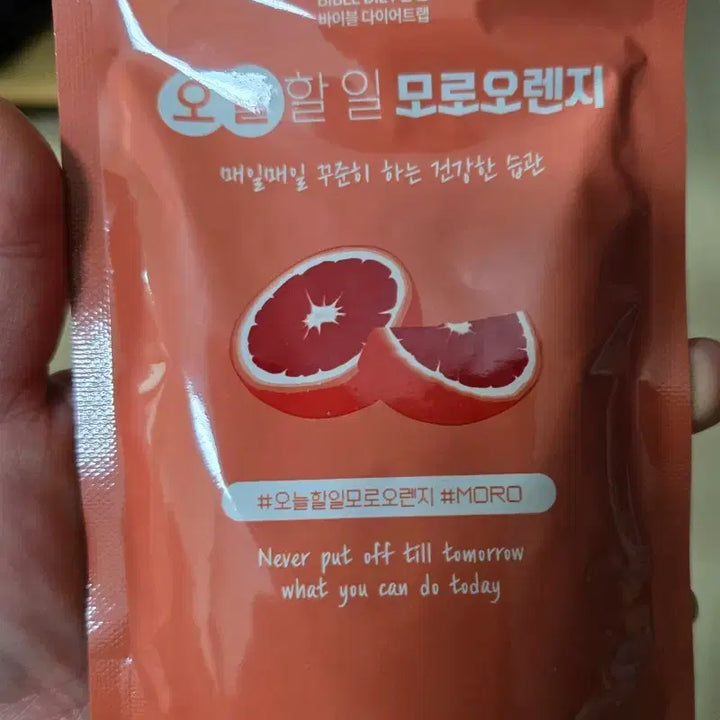 바이블 다이어트랩
오늘할 일 모로오렌지
매일매일 꾸준히 하는 건강한 습관
#오늘할일모로오렌지 #MORO
Never put off till tomorrow
what you can do today